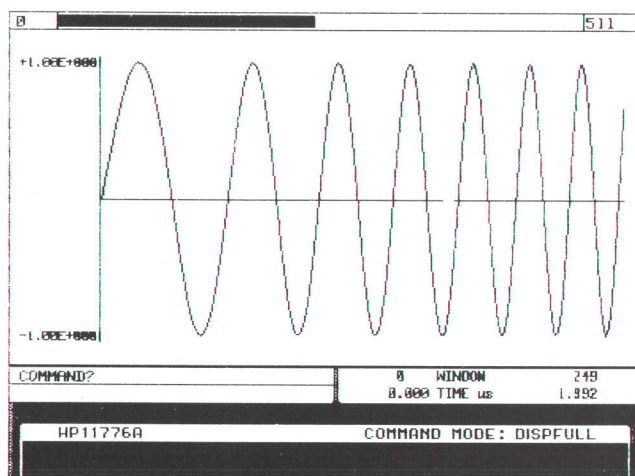 0 511
+1.00E+000
-1.00E+000
COMMAND?
0 WINDOW 249
0.000 TIME µs 1.992
HP11776A COMMAND MODE: DISPFULL